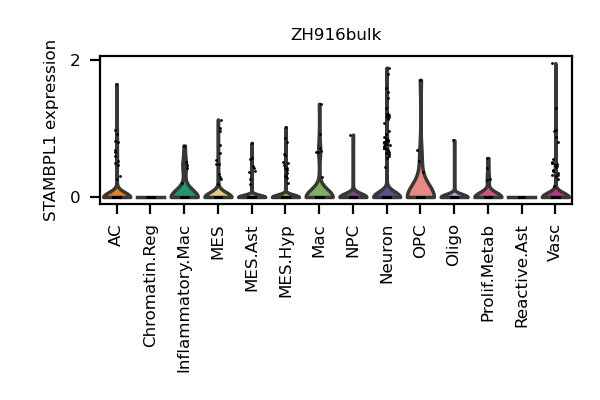 ZH916bulk
STAMBPL1 expression
2
0
AC
Chromatin.Reg
Inflammatory.Mac
MES
MES.Ast
MES.Hyp
Mac
NPC
Neuron
OPC
Oligo
Prolif.Metab
Reactive.Ast
Vasc